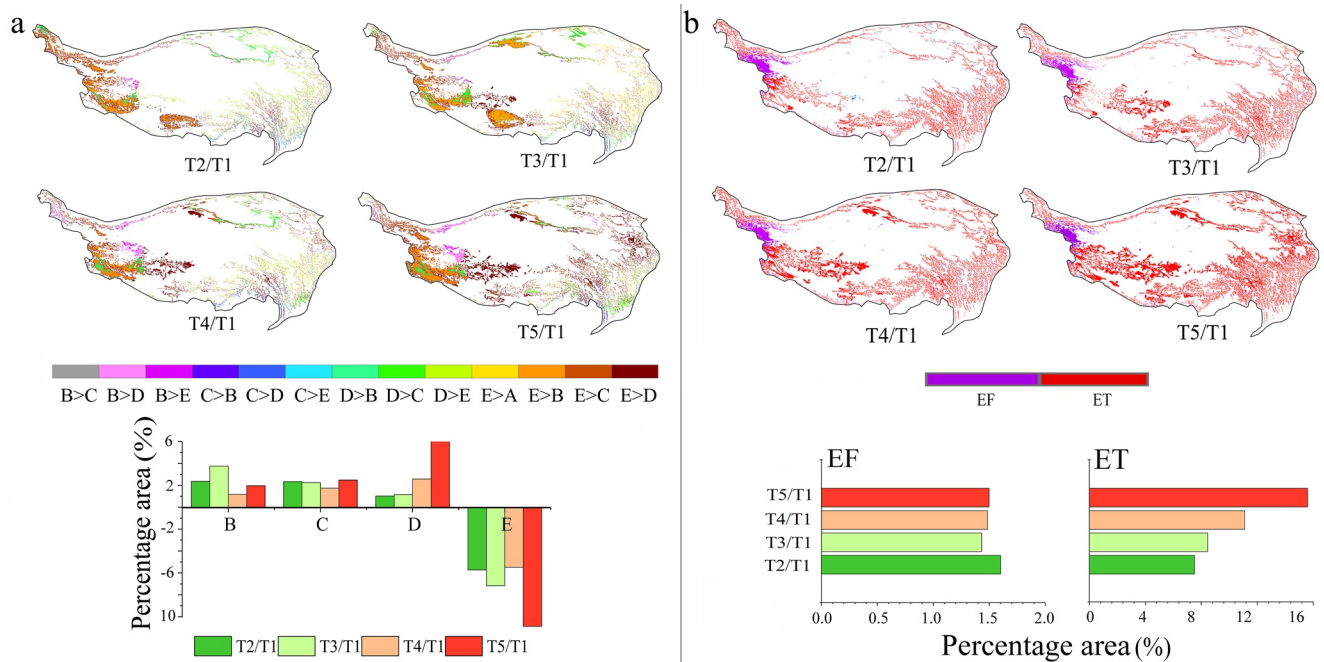 a
T2/T1
T3/T1
T4/T1
T5/T1
B>C B>D B>E C>B C>D C>E D>B D>C D>E E>A E>B E>C E>D
Percentage area (%)
6
4
2
-2
-6
10
B C D E
T2/T1 T3/T1 T4/T1 T5/T1
b
T2/T1
T3/T1
T4/T1
T5/T1
EF ET
EF
T5/T1
T4/T1
T3/T1
T2/T1
0.0 0.5 1.0 1.5 2.0
ET
0 4 8 12 16
Percentage area (%)